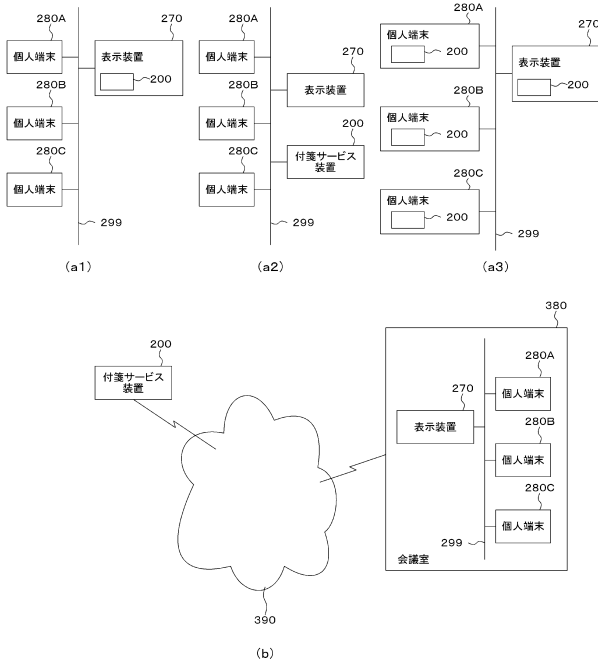 280A
個人端末
280B
個人端末
280C
個人端末
270
表示装置
200
299
(a1)
280A
個人端末
280B
個人端末
280C
個人端末
270
表示装置
200
付箋サービス
装置
299
(a2)
280A
個人端末
200
280B
個人端末
200
280C
個人端末
200
270
表示装置
200
299
(a3)
200
付箋サービス
装置
390
380
270
表示装置
280A
個人端末
280B
個人端末
280C
個人端末
299
会議室
(b)